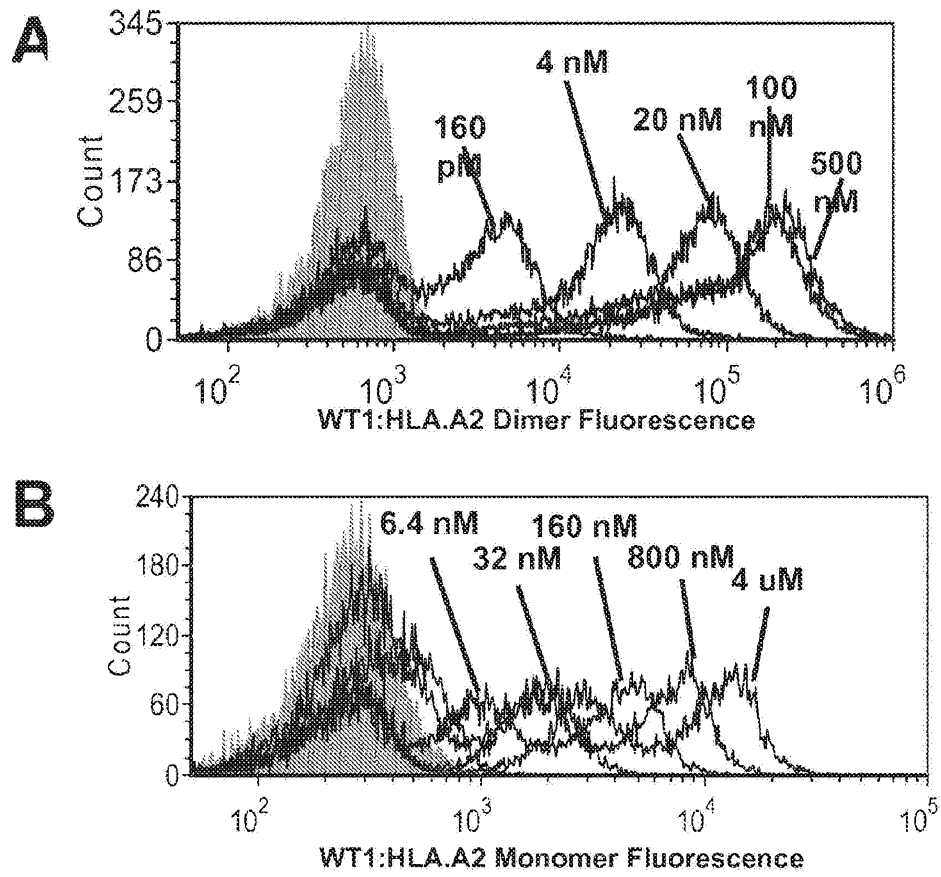 A
345
259
173
86
0
Count
160
pM
4 nM
20 nM
100
nM
500
nM
10^2
10^3
10^4
10^5
10^6
WT1:HLA.A2 Dimer Fluorescence
B
240
180
120
60
0
Count
6.4 nM
32 nM
160 nM
800 nM
4 uM
10^2
10^3
10^4
10^5
WT1:HLA.A2 Monomer Fluorescence